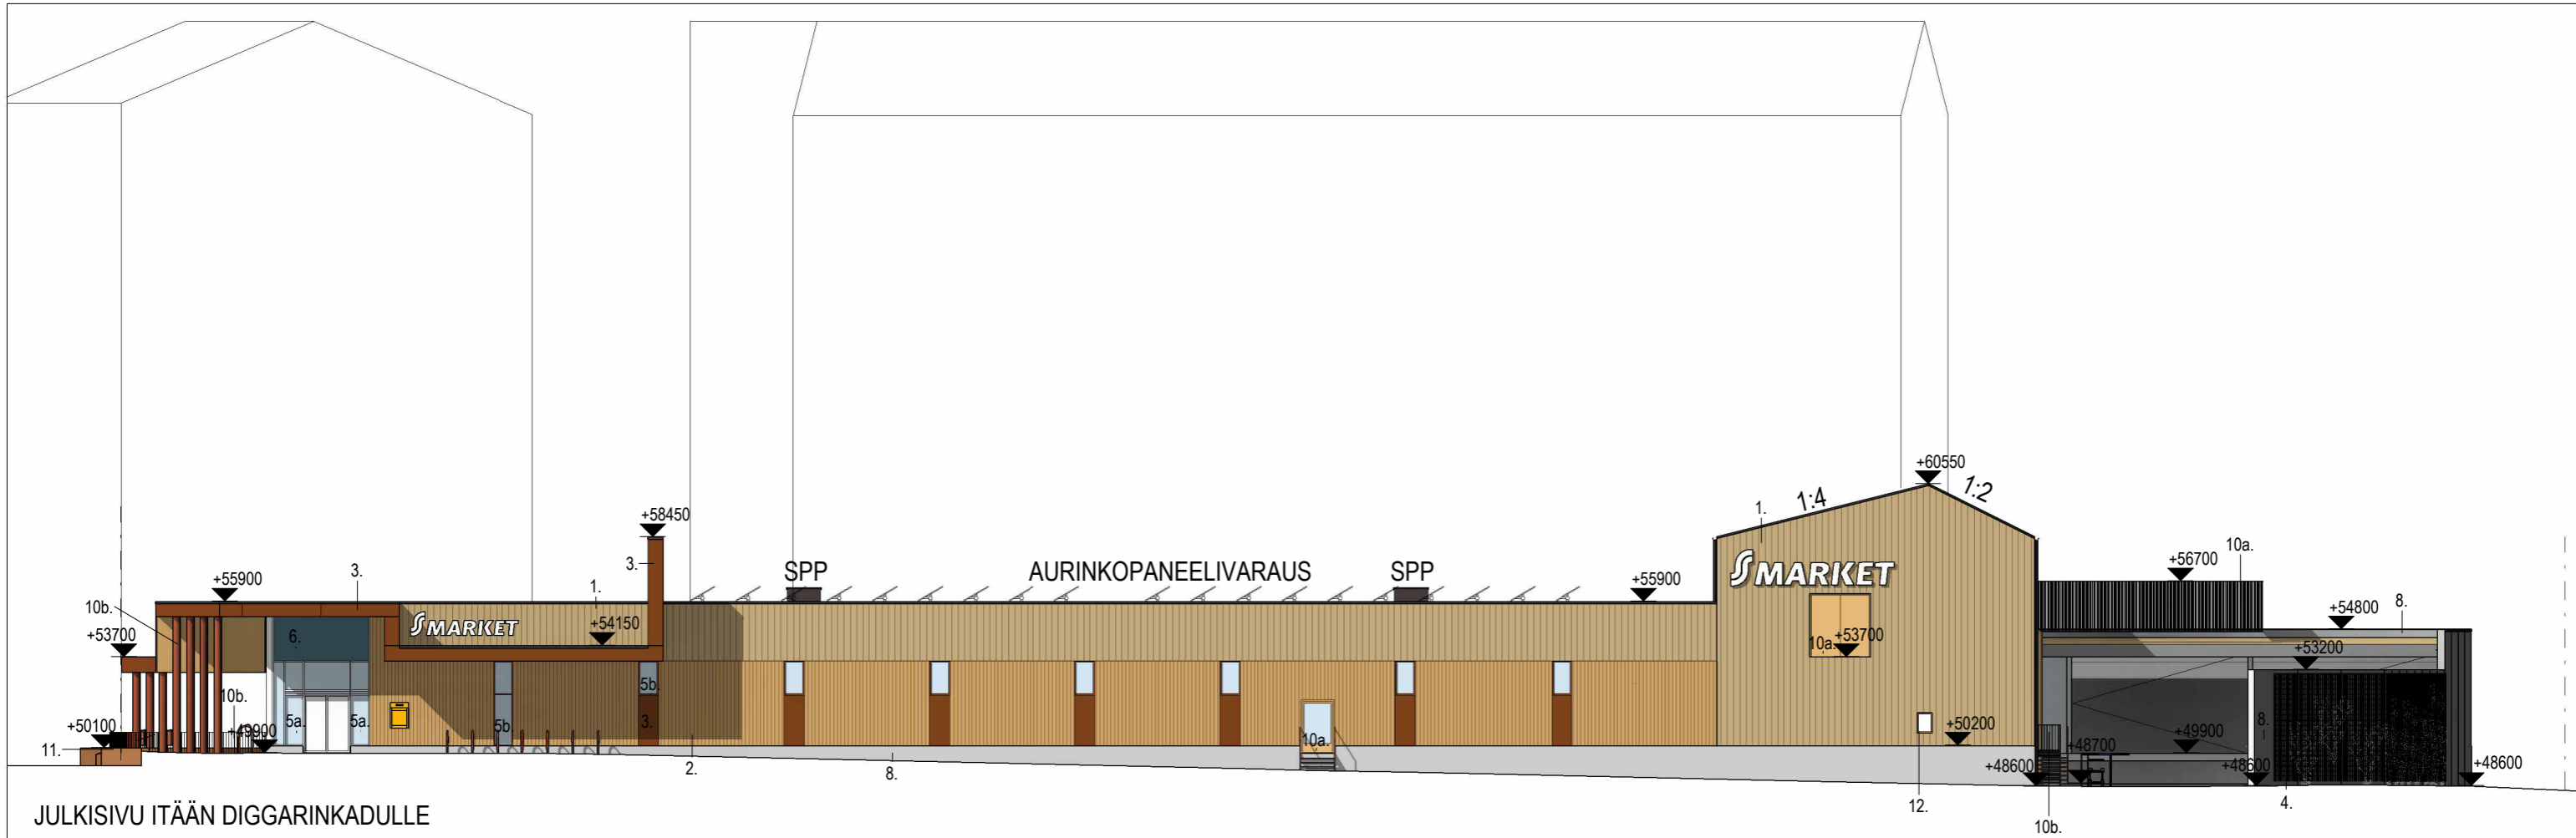 +60550
1:4
1:2
1.
+58450
3.
SPP
AURINKOPANEELIVARAUS
SPP
S MARKET
+56700
10a.
+55900
3.
1.
+55900
10b.
+54800
8.
+53700
6.
S MARKET
+54150
10a.
+53700
+53200
10b.
5a.
5a.
5b.
5b.
3.
+50100
+49900
11.
10a.
+50200
8.
+49900
+48700
+48600
+48600
+48600
2.
8.
12.
10b.
4.
JULKISIVU ITÄÄN DIGGARINKADULLE